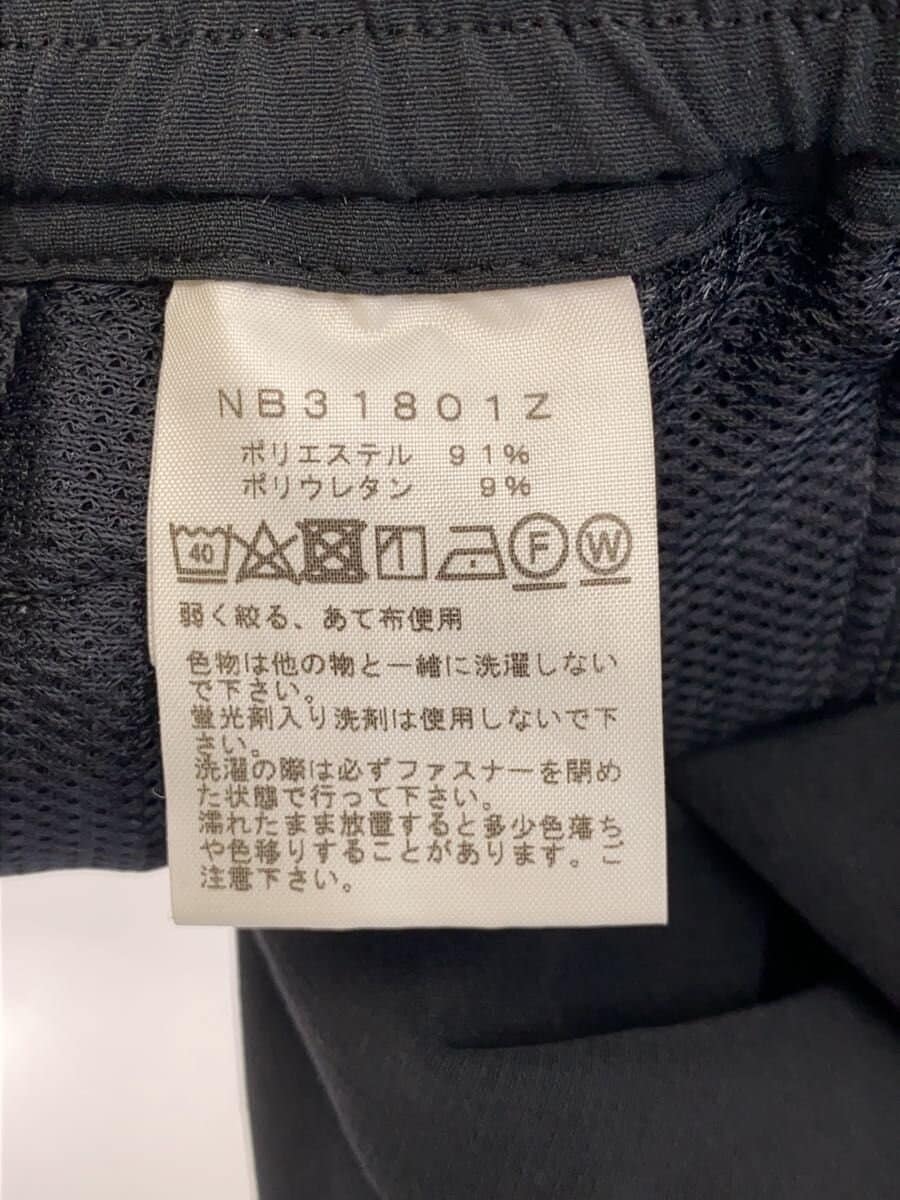 NB31801Z
ポリエステル 91%
ポリウレタン 9%
40 F W
弱く絞る、あて布使用
色物は他の物と一緒に洗濯しない
で下さい。
蛍光剤入り洗剤は使用しないで下
さい。
洗濯の際は必ずファスナーを閉め
た状態で行って下さい。
濡れたまま放置すると多少色落ち
や色移りすることがあります。ご
注意下さい。